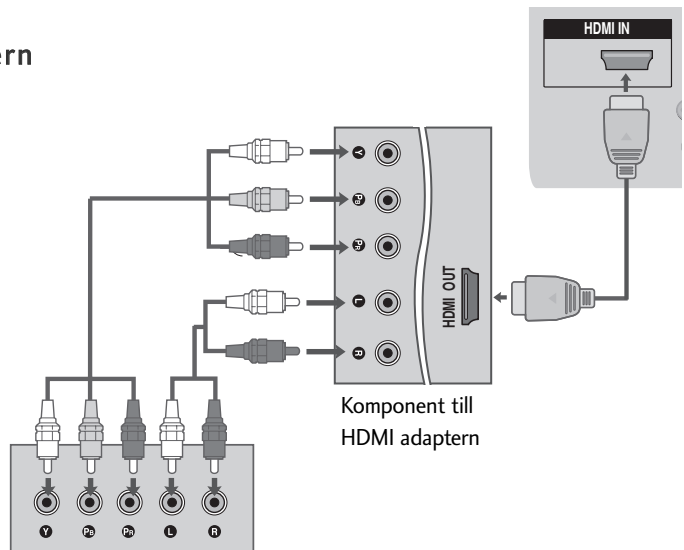 ern
HDMI IN
Y
PB
PR
L
R
HDMI OUT
Komponent till
HDMI adaptern
Y PB PR L R